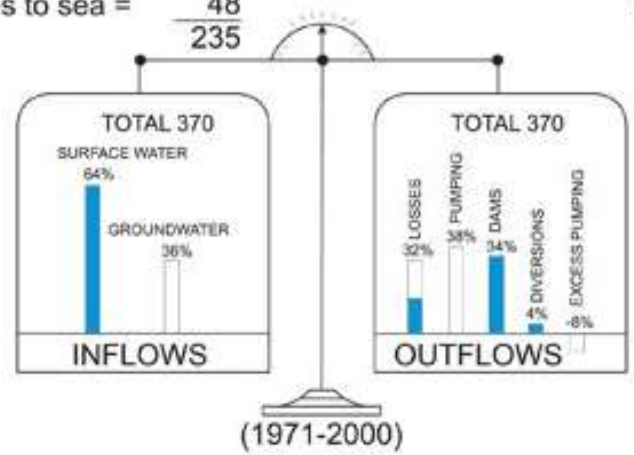 s to sea = 48
235
TOTAL 370
SURFACE WATER
64%
GROUNDWATER
36%
INFLOWS
TOTAL 370
LOSSES
32%
PUMPING
38%
DAMS
34%
DIVERSIONS
4%
EXCESS PUMPING
-8%
OUTFLOWS
(1971-2000)